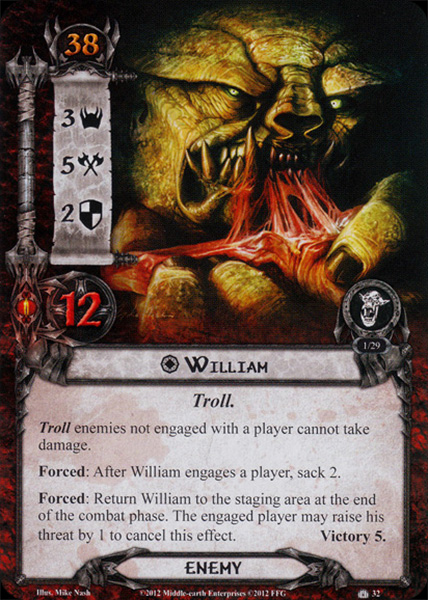 38
3
5
2
12
1/29
William
Troll.
Troll enemies not engaged with a player cannot take
damage.
Forced: After William engages a player, sack 2.
Forced: Return William to the staging area at the end
of the combat phase. The engaged player may raise his
threat by 1 to cancel this effect. Victory 5.
ENEMY
Illus. Mike Nash ©2012 Middle-earth Enterprises ©2012 FFG 32